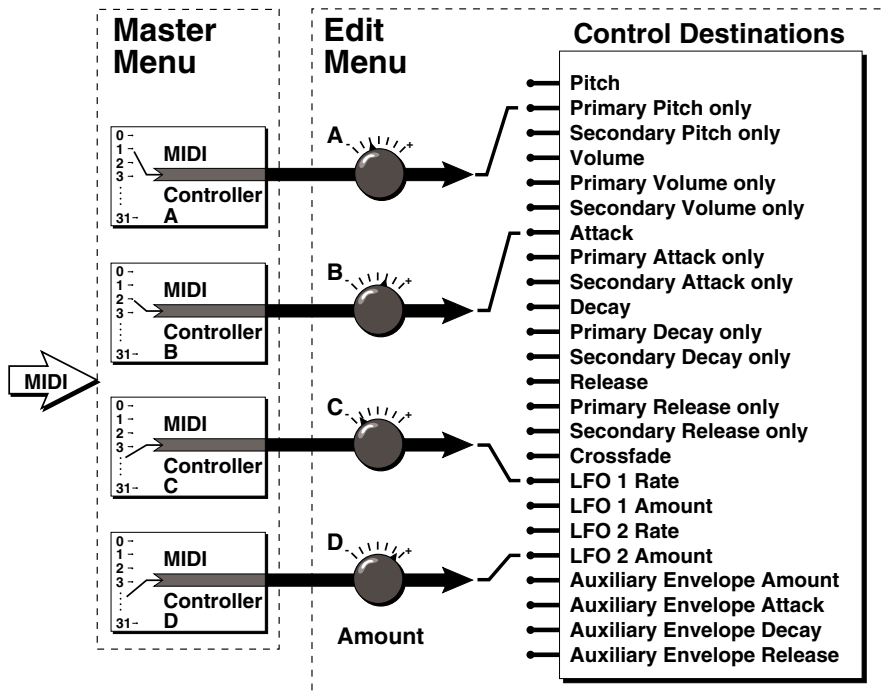 Master
Menu
Edit
Menu
Control Destinations
MIDI
0
1
2
3
31
MIDI
Controller
A
0
1
2
3
31
MIDI
Controller
B
0
1
2
3
31
MIDI
Controller
C
0
1
2
3
31
MIDI
Controller
D
A
- +
B
- +
C
- +
D
- +
Amount
Pitch
Primary Pitch only
Secondary Pitch only
Volume
Primary Volume only
Secondary Volume only
Attack
Primary Attack only
Secondary Attack only
Decay
Primary Decay only
Secondary Decay only
Release
Primary Release only
Secondary Release only
Crossfade
LFO 1 Rate
LFO 1 Amount
LFO 2 Rate
LFO 2 Amount
Auxiliary Envelope Amount
Auxiliary Envelope Attack
Auxiliary Envelope Decay
Auxiliary Envelope Release